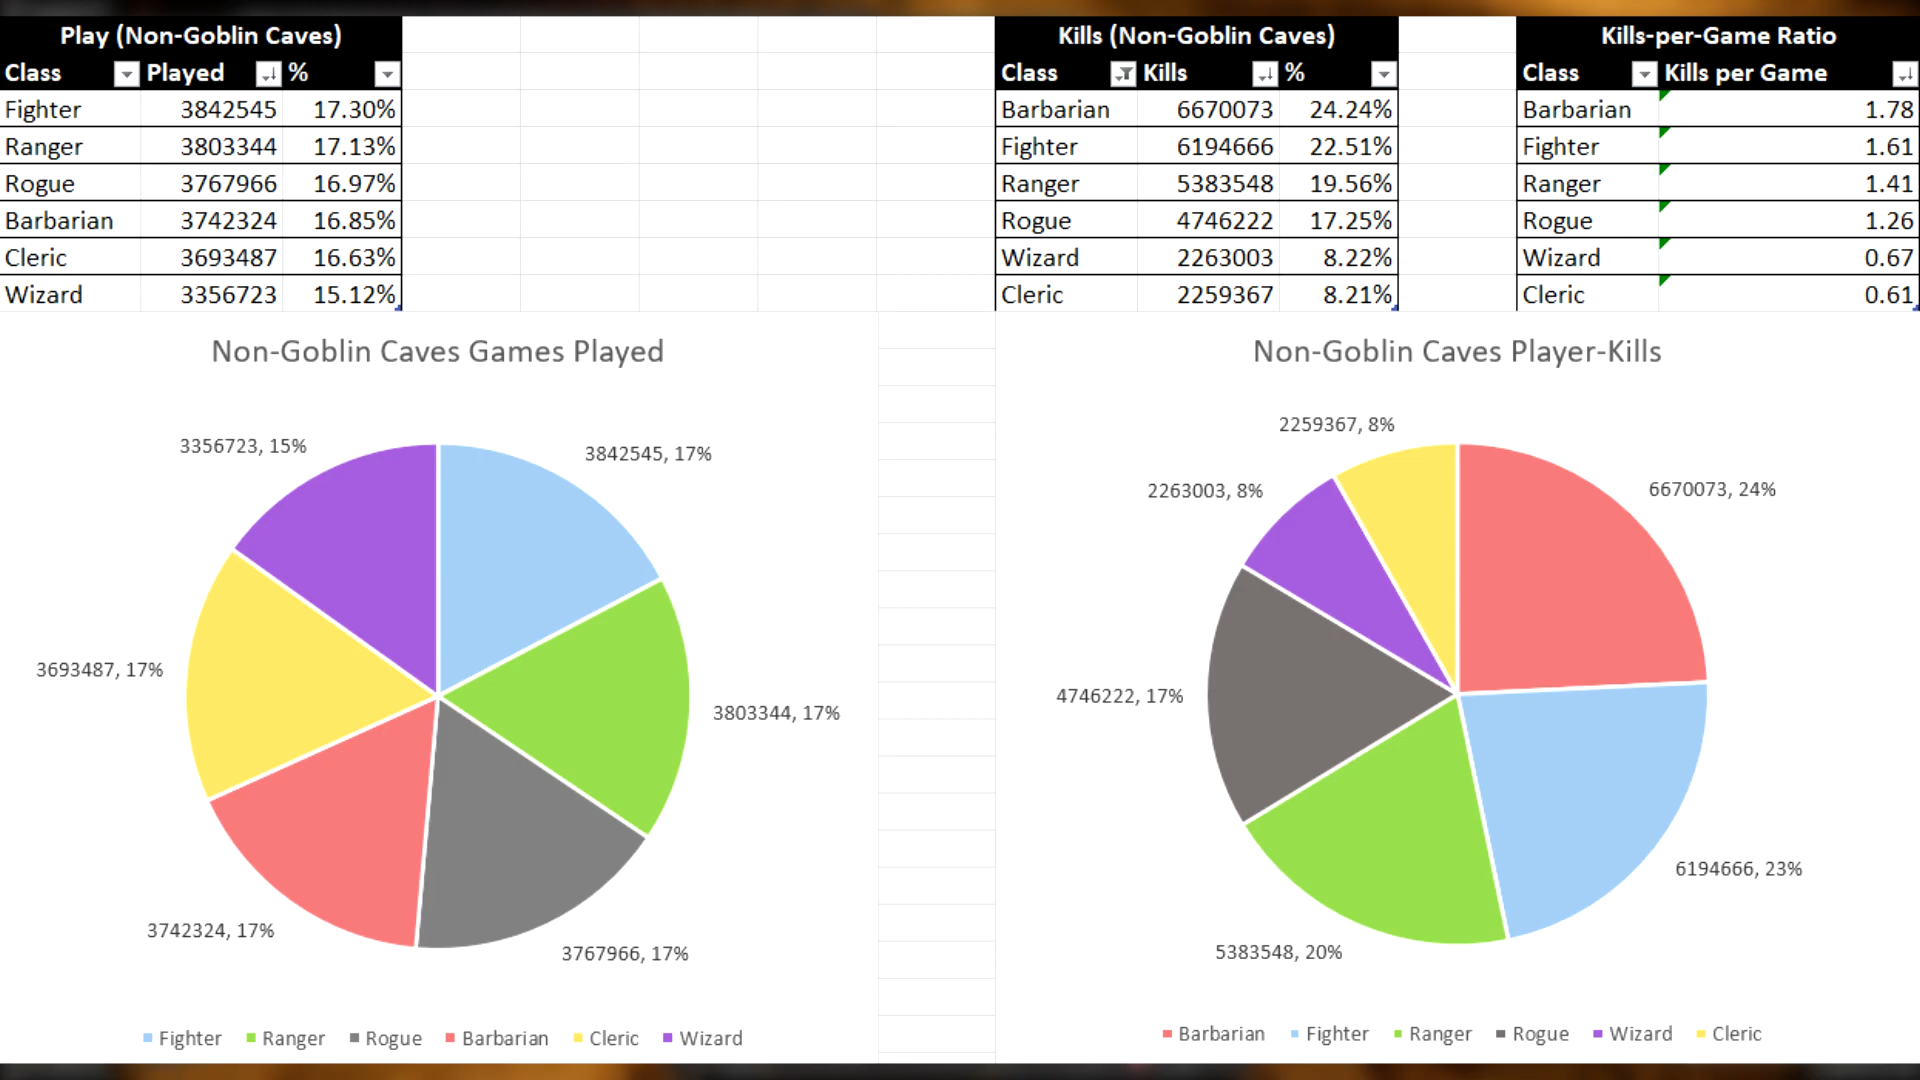 Play (Non-Goblin Caves)
Class Played %
Fighter 3842545 17.30%
Ranger 3803344 17.13%
Rogue 3767966 16.97%
Barbarian 3742324 16.85%
Cleric 3693487 16.63%
Wizard 3356723 15.12%
Kills (Non-Goblin Caves)
Class Kills %
Barbarian 6670073 24.24%
Fighter 6194666 22.51%
Ranger 5383548 19.56%
Rogue 4746222 17.25%
Wizard 2263003 8.22%
Cleric 2259367 8.21%
Kills-per-Game Ratio
Class Kills per Game
Barbarian 1.78
Fighter 1.61
Ranger 1.41
Rogue 1.26
Wizard 0.67
Cleric 0.61
Non-Goblin Caves Games Played
3356723, 15%
3842545, 17%
3693487, 17%
3803344, 17%
3742324, 17%
3767966, 17%
Fighter Ranger Rogue Barbarian Cleric Wizard
Non-Goblin Caves Player-Kills
2259367, 8%
2263003, 8%
6670073, 24%
4746222, 17%
6194666, 23%
5383548, 20%
Barbarian Fighter Ranger Rogue Wizard Cleric